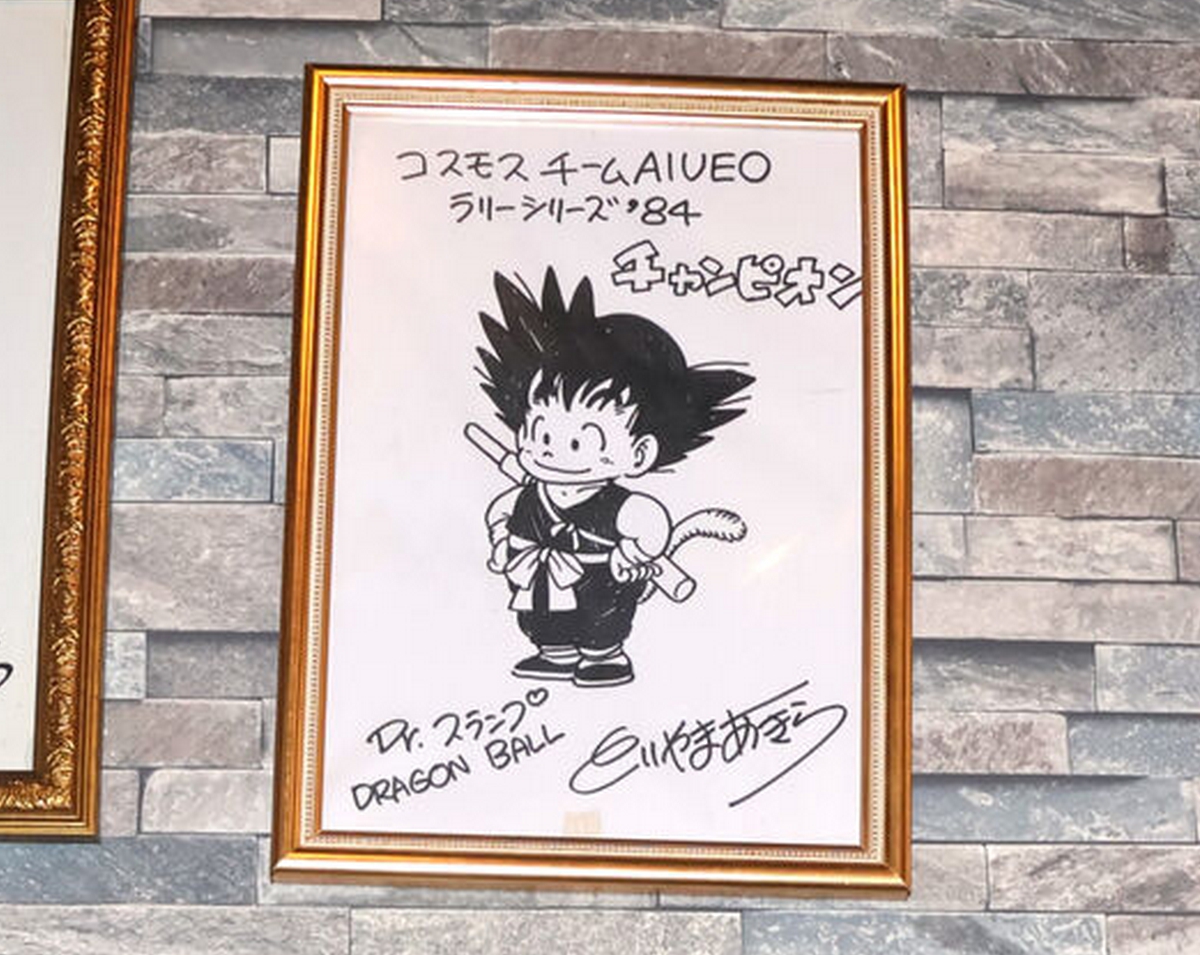 コスモス チームAIUEO
ラリーシリーズ '84
チャンピオン
Dr.スランプ♡
DRAGON BALL
とりやまあきら